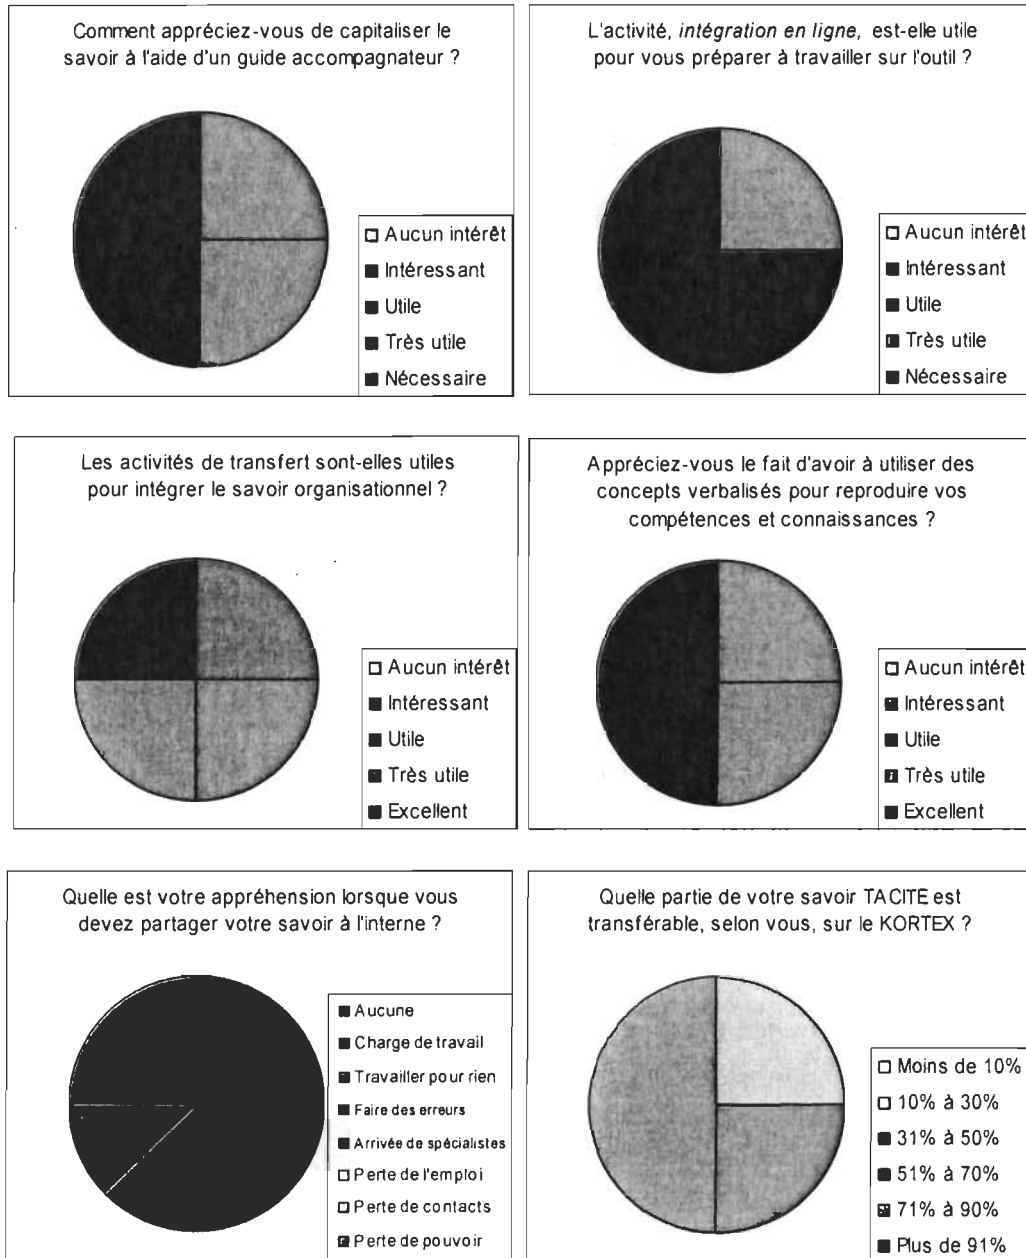 Comment appréciez-vous de capitaliser le
savoir à l'aide d'un guide accompagnateur ?
Aucun intérêt
Intéressant
Utile
Très utile
Nécessaire
L'activité, intégration en ligne, est-elle utile
pour vous préparer à travailler sur l'outil ?
Aucun intérêt
Intéressant
Utile
Très utile
Nécessaire
Les activités de transfert sont-elles utiles
pour intégrer le savoir organisationnel ?
Aucun intérêt
Intéressant
Utile
Très utile
Excellent
Appréciez-vous le fait d'avoir à utiliser des
concepts verbalisés pour reproduire vos
compétences et connaissances ?
Aucun intérêt
Intéressant
Utile
Très utile
Excellent
Quelle est votre appréhension lorsque vous
devez partager votre savoir à l'interne ?
Aucune
Charge de travail
Travailler pour rien
Faire des erreurs
Arrivée de spécialistes
Perte de l'emploi
Perte de contacts
Perte de pouvoir
Quelle partie de votre savoir TACITE est
transférable, selon vous, sur le KORTEX ?
Moins de 10%
10% à 30%
31% à 50%
51% à 70%
71% à 90%
Plus de 91%